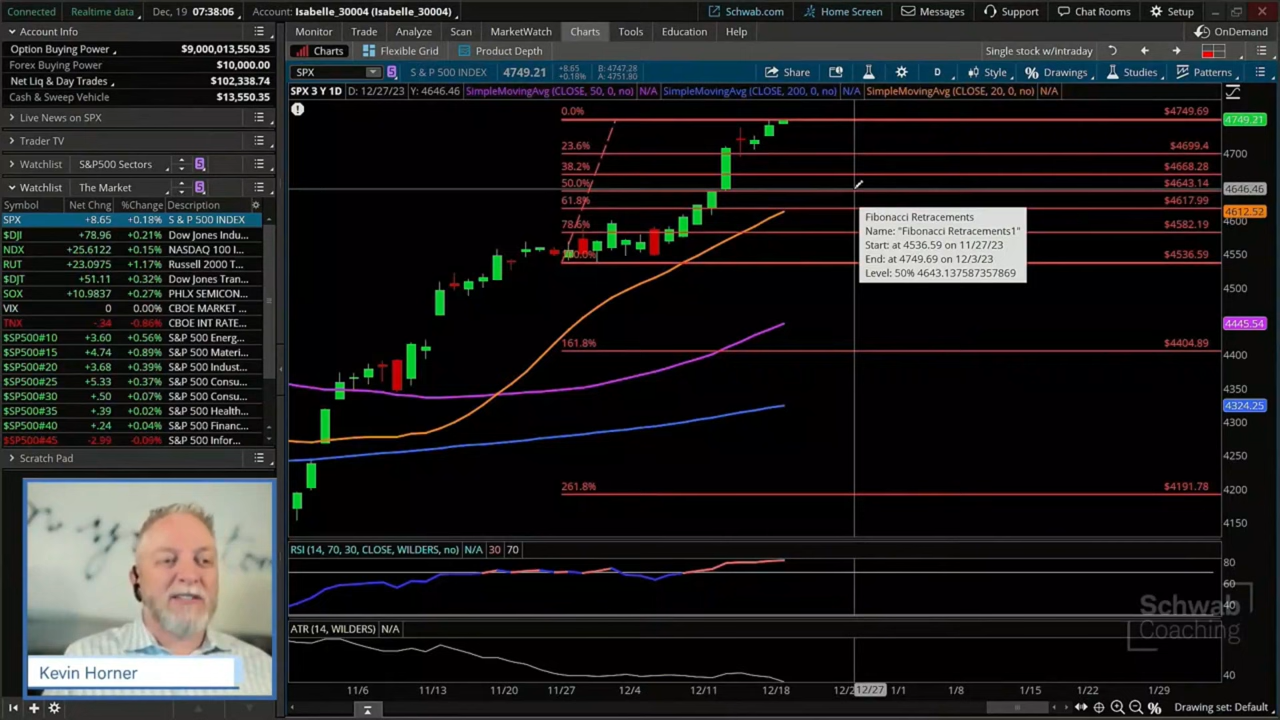 Connected Realtime data Dec, 19 07:38:06 Account: Isabelle_30004 (Isabelle_30004) Schwab.com Home Screen Messages Support Chat Rooms Setup
Account Info
Option Buying Power $9,000,013,550.35
Forex Buying Power $10,000.00
Net Liq & Day Trades $102,338.74
Cash & Sweep Vehicle $13,550.35
Live News on SPX
Trader TV
Watchlist S&P500 Sectors 5
Watchlist The Market 5
Symbol Net Chng %Change Description
SPX +8.65 +0.18% S & P 500 INDEX
$DJI +78.96 +0.21% Dow Jones Indu...
NDX +25.6122 +0.15% NASDAQ 100 I...
RUT +23.0975 +1.17% Russell 2000 T...
$DJT +51.11 +0.32% Dow Jones Tran...
SOX +10.9837 +0.27% PHLX SEMICON...
VIX 0 0.00% CBOE MARKET ...
TNX -.34 -0.86% CBOE INT RATE...
$SP500#10 +3.60 +0.56% S&P 500 Energ...
$SP500#15 +4.74 +0.89% S&P 500 Materi...
$SP500#20 +3.68 +0.39% S&P 500 Indust...
$SP500#25 +5.33 +0.37% S&P 500 Consu...
$SP500#30 +.50 +0.07% S&P 500 Consu...
$SP500#35 +.39 +0.02% S&P 500 Health...
$SP500#40 +.24 +0.04% S&P 500 Financ...
$SP500#45 -2.99 -0.09% S&P 500 Infor...
Scratch Pad
Kevin Horner
Monitor Trade Analyze Scan MarketWatch Charts Tools Education Help OnDemand
Charts Flexible Grid Product Depth Single stock w/intraday
SPX 5 S & P 500 INDEX 4749.21 +8.65 +0.18% B: 4747.28 A: 4751.80 Share D Style Drawings Studies Patterns
SPX 3 Y 1D D: 12/27/23 Y: 4646.46 SimpleMovingAvg (CLOSE, 50, 0, no) N/A SimpleMovingAvg (CLOSE, 200, 0, no) N/A SimpleMovingAvg (CLOSE, 20, 0, no) N/A
0.0% $4749.69 4749.21
23.6% $4699.4 4700
38.2% $4668.28
50.0% $4643.14 4646.46
61.8% $4617.99 4612.52
78.6% $4582.19
$4536.59 4550
Fibonacci Retracements
Name: "Fibonacci Retracements1"
Start: at 4536.59 on 11/27/23
End: at 4749.69 on 12/3/23
Level: 50% 4643.137587357869
4500
4445.54
161.8% $4404.89 4400
4350
4324.25
4300
4250
261.8% $4191.78 4200
4150
RSI (14, 70, 30, CLOSE, WILDERS, no) N/A 30 70
80
60
40
Schwab
Coaching
ATR (14, WILDERS) N/A
40
11/6 11/13 11/20 11/27 12/4 12/11 12/18 12/27 1/1 1/8 1/15 1/22 1/29
Drawing set: Default